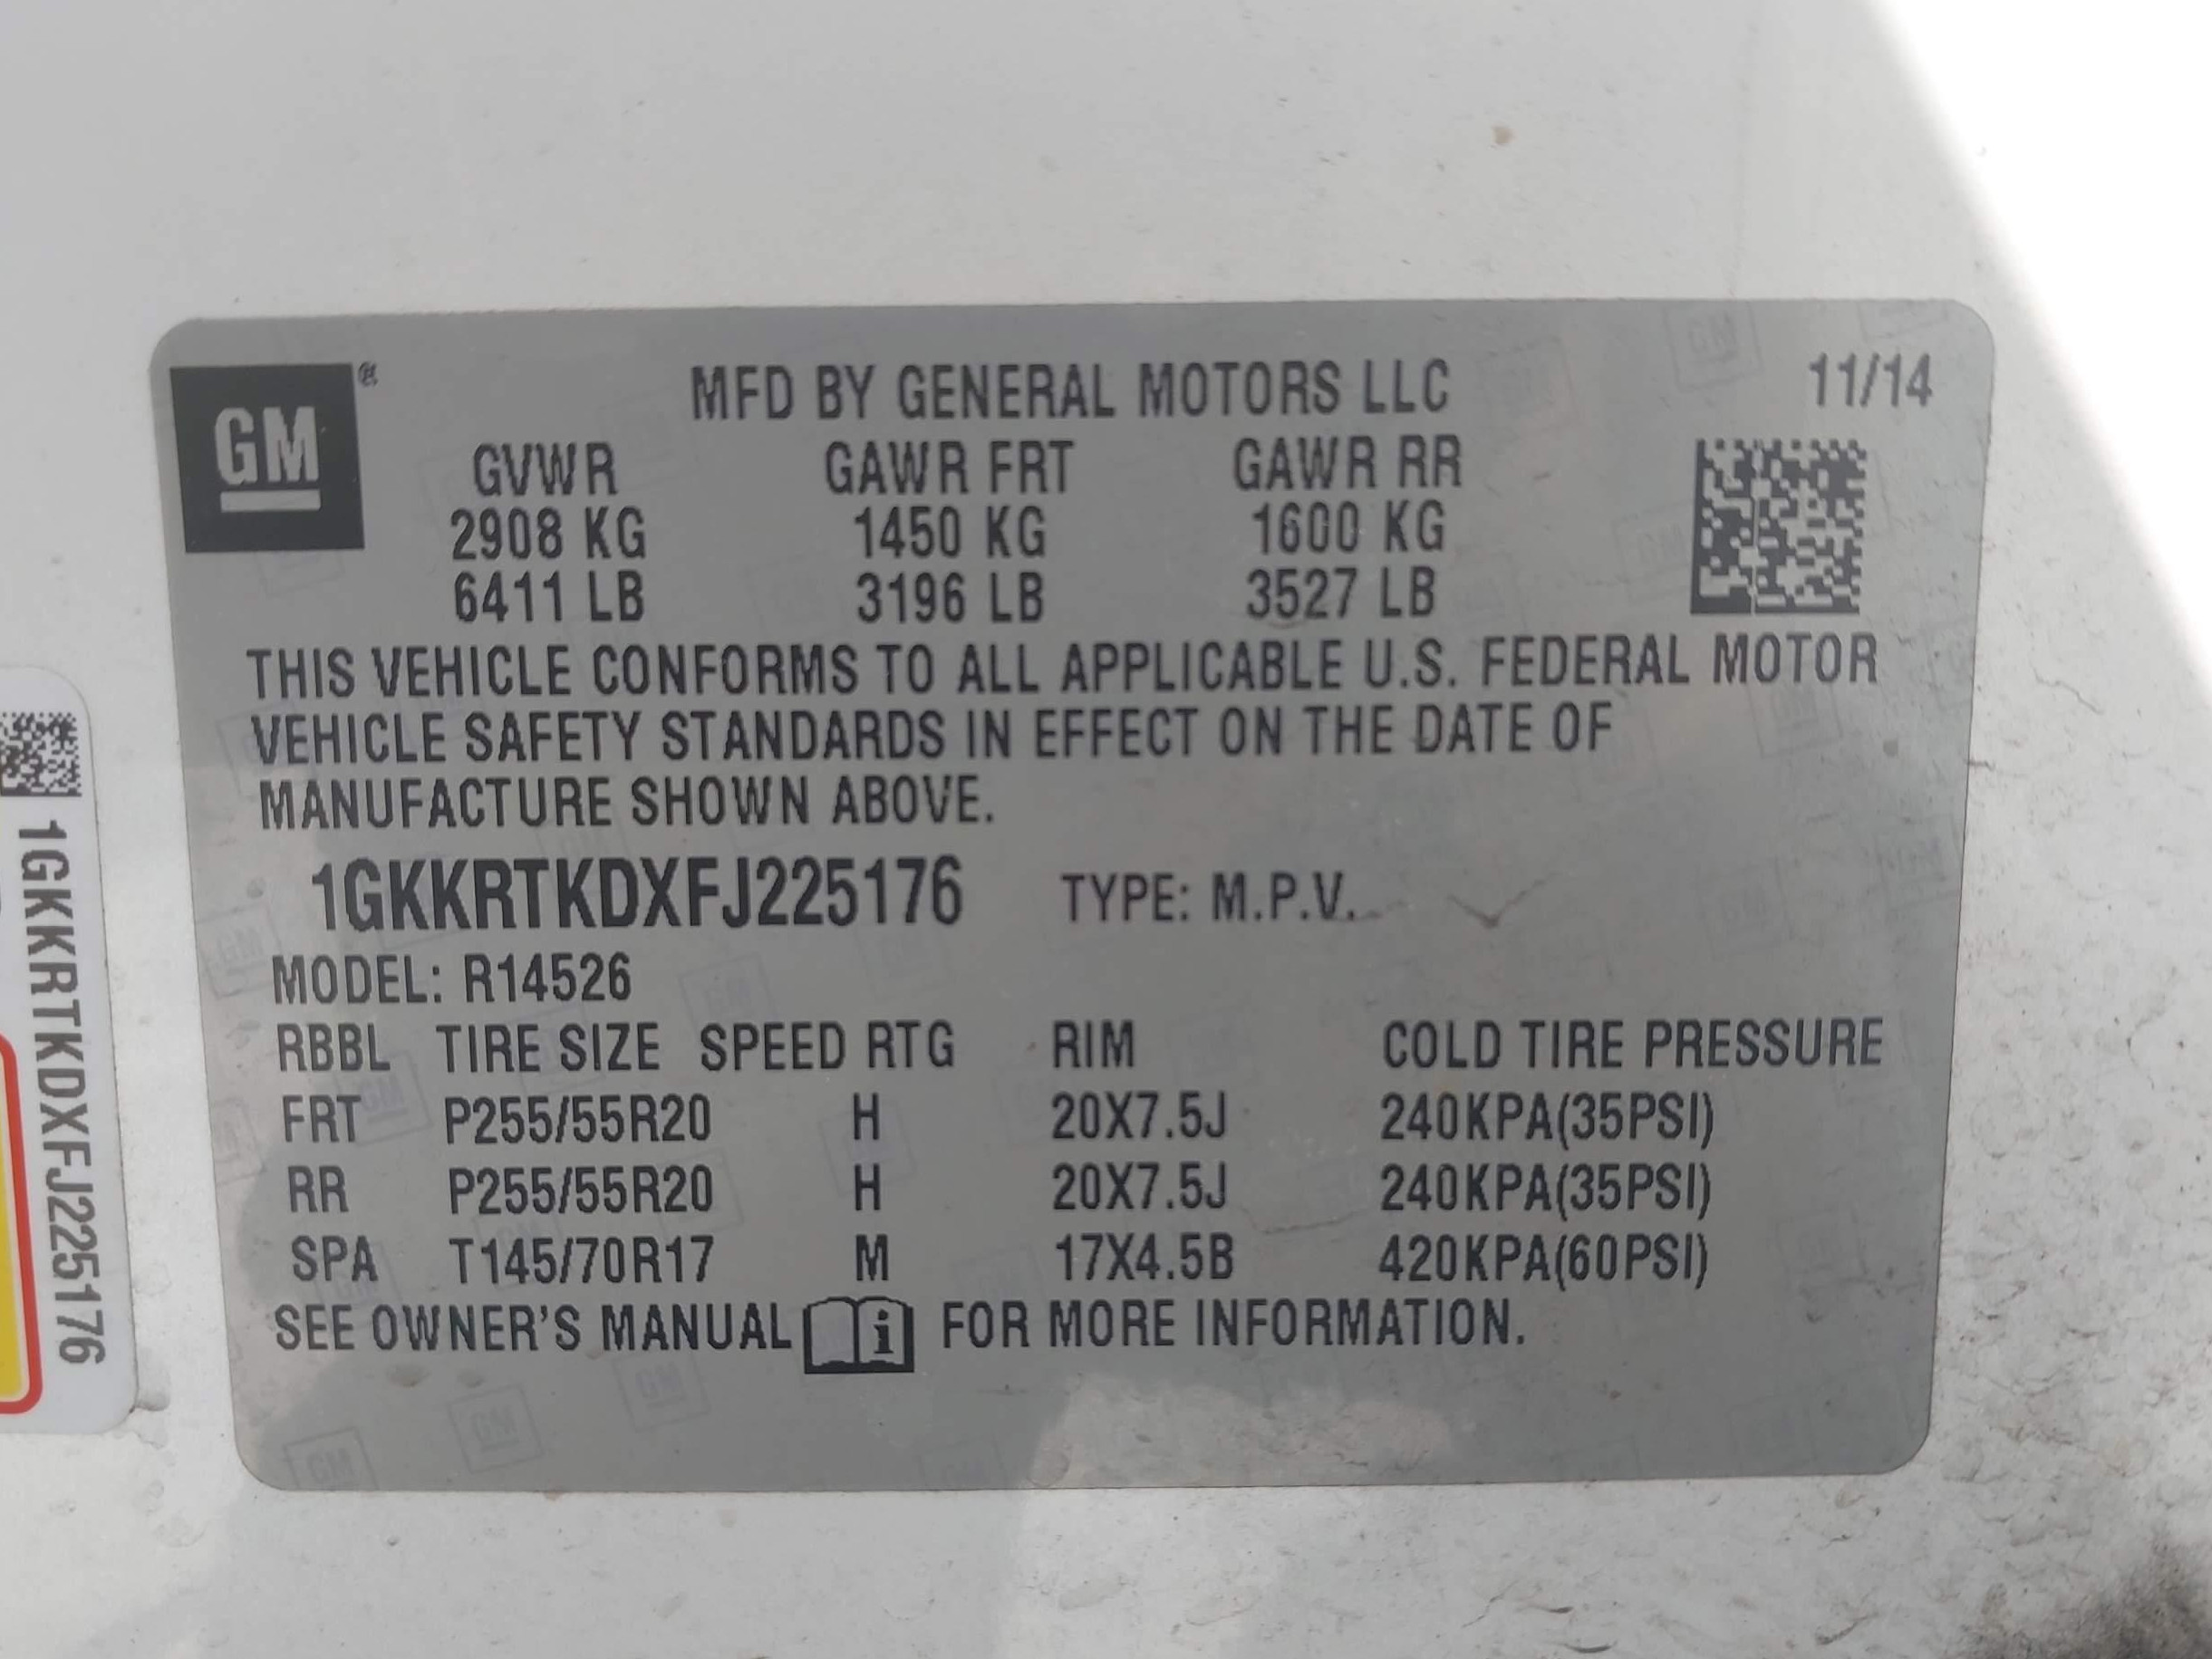 GM ®
MFD BY GENERAL MOTORS LLC 11/14
GVWR GAWR FRT GAWR RR
2908 KG 1450 KG 1600 KG
6411 LB 3196 LB 3527 LB
THIS VEHICLE CONFORMS TO ALL APPLICABLE U.S. FEDERAL MOTOR
VEHICLE SAFETY STANDARDS IN EFFECT ON THE DATE OF
MANUFACTURE SHOWN ABOVE.
1GKKRTKDXFJ225176 TYPE: M.P.V.
MODEL: R14526
RBBL TIRE SIZE SPEED RTG RIM COLD TIRE PRESSURE
FRT P255/55R20 H 20X7.5J 240KPA(35PSI)
RR P255/55R20 H 20X7.5J 240KPA(35PSI)
SPA T145/70R17 M 17X4.5B 420KPA(60PSI)
SEE OWNER'S MANUAL i FOR MORE INFORMATION.
1GKKRTKDXFJ225176